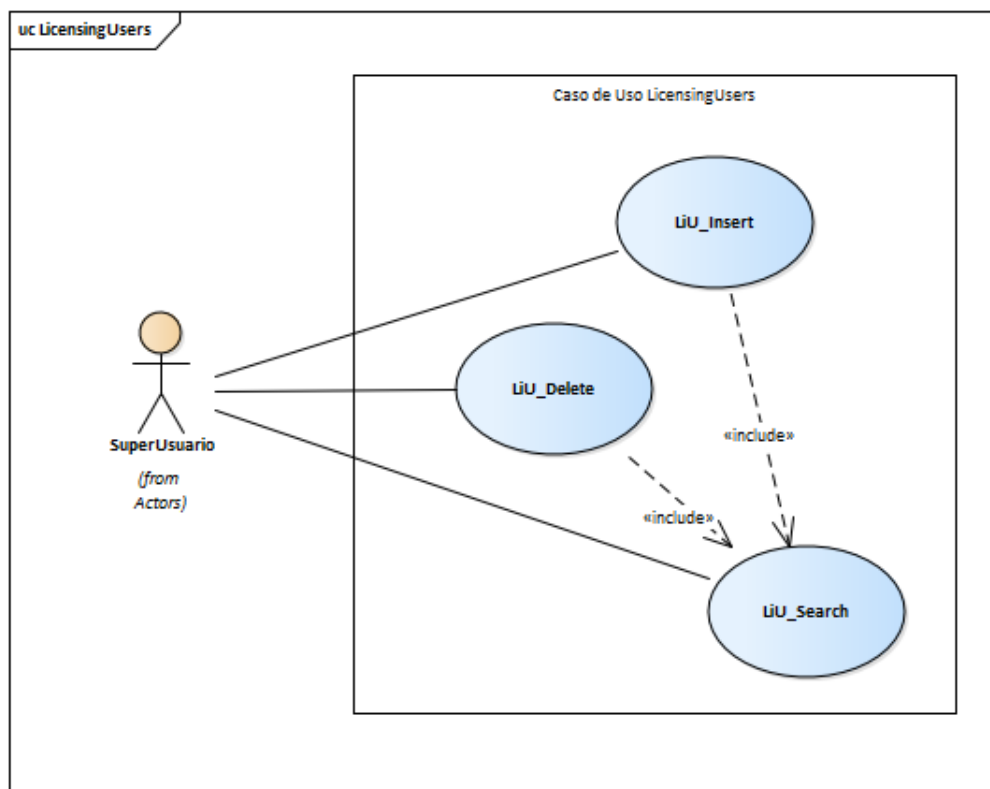 uc LicensingUsers
Caso de Uso LicensingUsers
LiU_Insert
LiU_Delete
SuperUsuario
(from
Actors)
«include»
«include»
LiU_Search